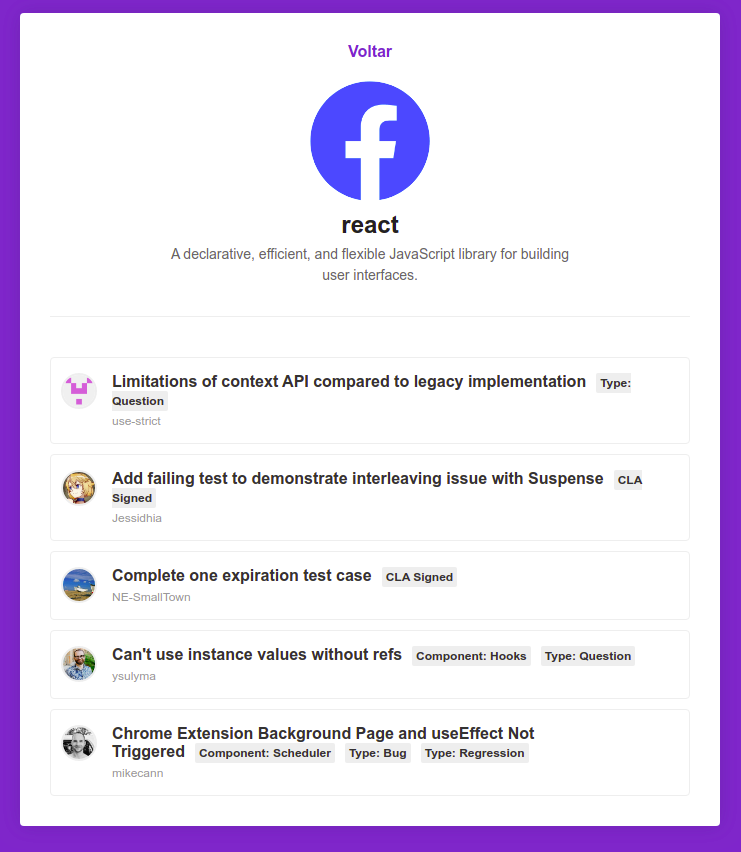 Voltar
react
A declarative, efficient, and flexible JavaScript library for building
user interfaces.
Limitations of context API compared to legacy implementation Type:
Question
use-strict
Add failing test to demonstrate interleaving issue with Suspense CLA
Signed
Jessidhia
Complete one expiration test case CLA Signed
NE-SmallTown
Can't use instance values without refs Component: Hooks Type: Question
ysulyma
Chrome Extension Background Page and useEffect Not
Triggered Component: Scheduler Type: Bug Type: Regression
mikecann